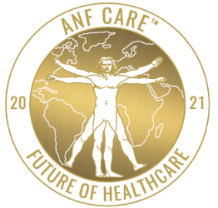 ANF CARE™
20 21
FUTURE OF HEALTHCARE